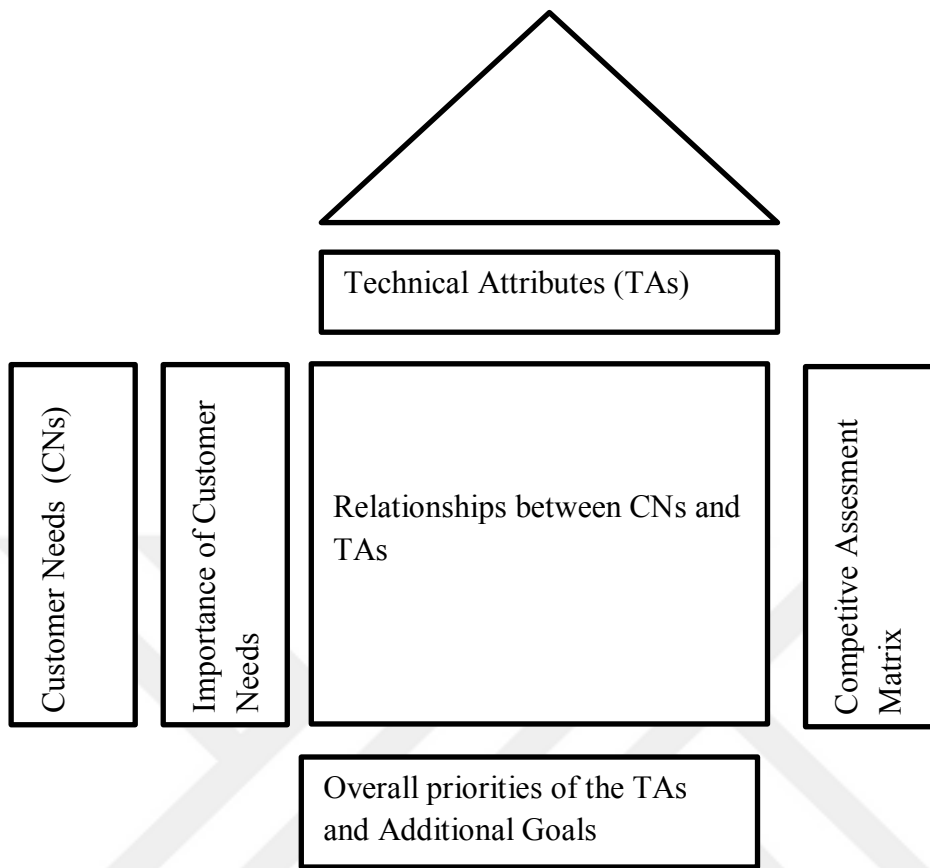 Technical Attributes (TAs)
Customer Needs (CNs)
Importance of Customer
Needs
Relationships between CNs and
TAs
Competitve Assesment
Matrix
Overall priorities of the TAs
and Additional Goals